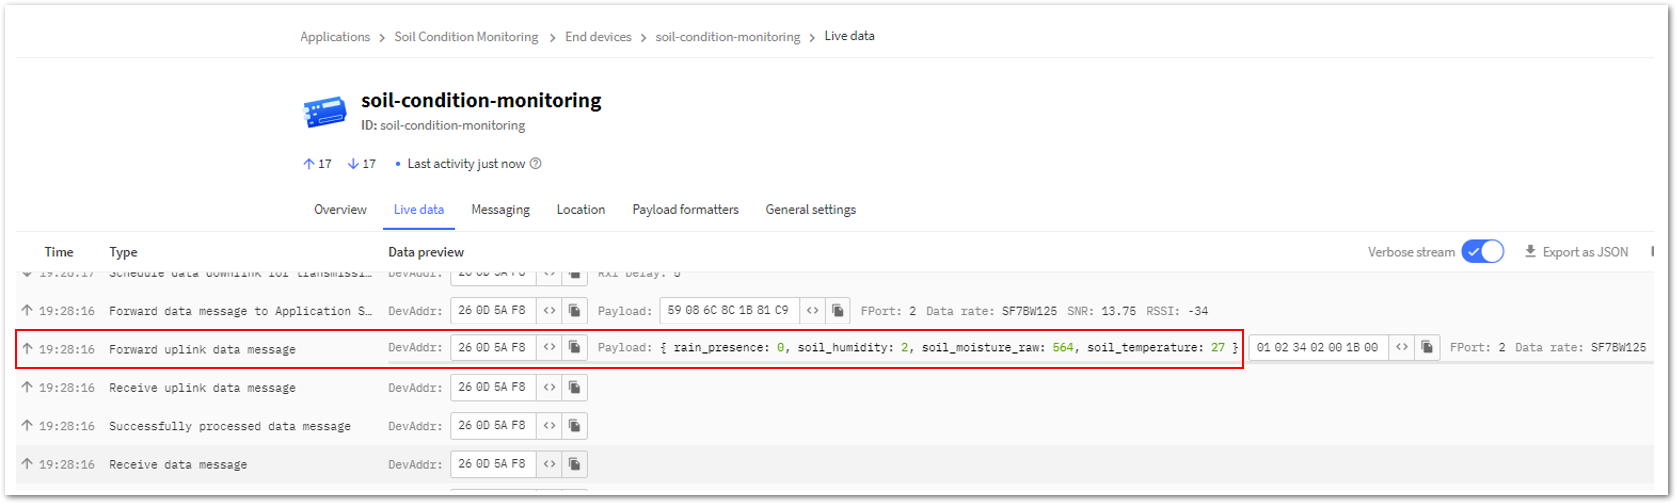 Applications > Soil Condition Monitoring > End devices > soil-condition-monitoring > Live data
soil-condition-monitoring
ID: soil-condition-monitoring
↑ 17 ↓ 17 • Last activity just now
Overview Live data Messaging Location Payload formatters General settings
Time Type Data preview Verbose stream Export as JSON
19:28:17 Schedule data downlink for transmissi… DevAddr: 26 0D 5A F8 <> Rx1 Delay: 5
19:28:16 Forward data message to Application S… DevAddr: 26 0D 5A F8 <> Payload: 59 08 6C 8C 1B 81 C9 <> FPort: 2 Data rate: SF7BW125 SNR: 13.75 RSSI: -34
19:28:16 Forward uplink data message DevAddr: 26 0D 5A F8 <> Payload: { rain_presence: 0, soil_humidity: 2, soil_moisture_raw: 564, soil_temperature: 27 } 01 02 34 02 00 1B 00 <> FPort: 2 Data rate: SF7BW125
19:28:16 Receive uplink data message DevAddr: 26 0D 5A F8 <>
19:28:16 Successfully processed data message DevAddr: 26 0D 5A F8 <>
19:28:16 Receive data message DevAddr: 26 0D 5A F8 <>